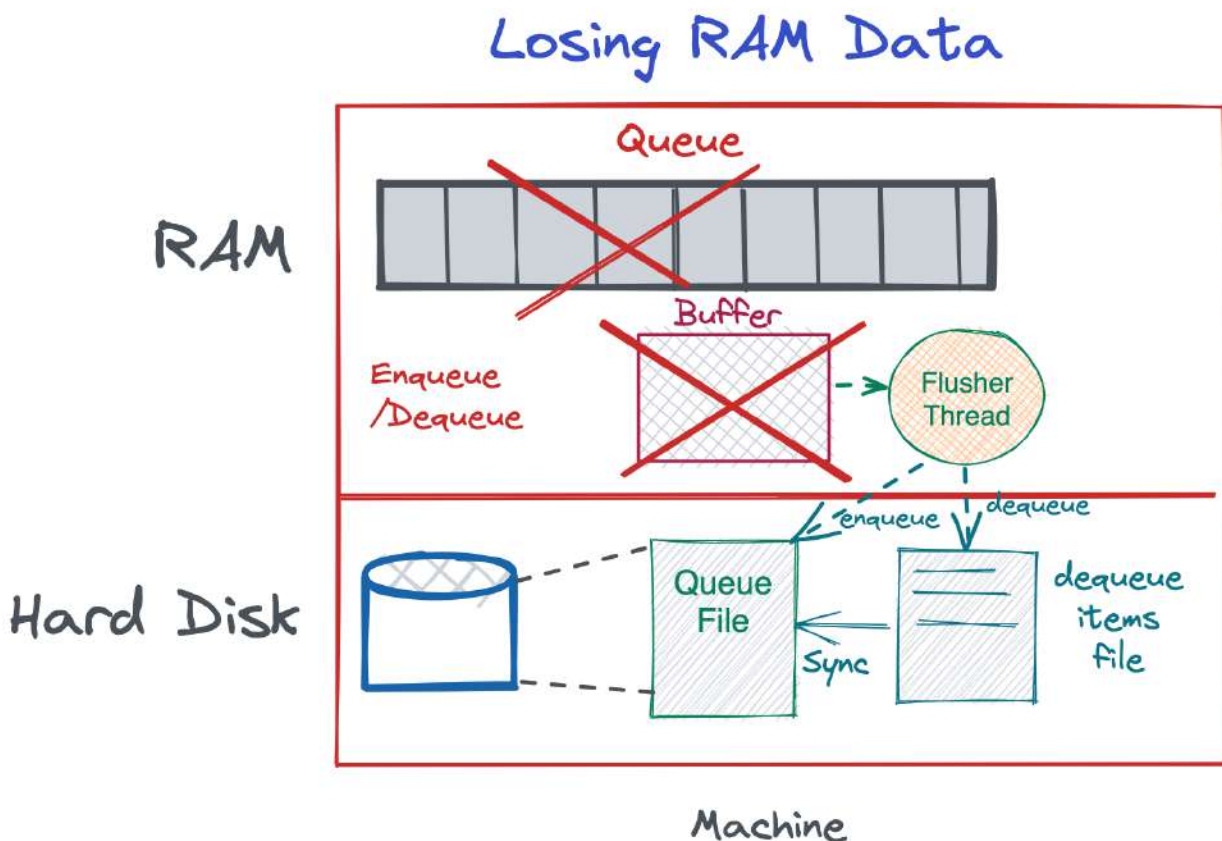 Losing RAM Data
Queue
RAM
Buffer
Enqueue
/Dequeue
Flusher
Thread
enqueue
dequeue
Hard Disk
Queue
File
Sync
dequeue
items
file
Machine